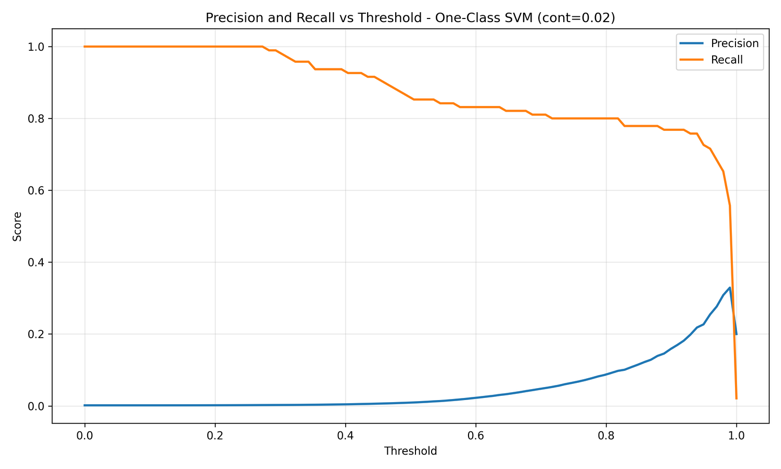 Precision and Recall vs Threshold - One-Class SVM (cont=0.02)
Precision
Recall
1.0
0.8
0.6
0.4
0.2
0.0
Score
0.0 0.2 0.4 0.6 0.8 1.0
Threshold